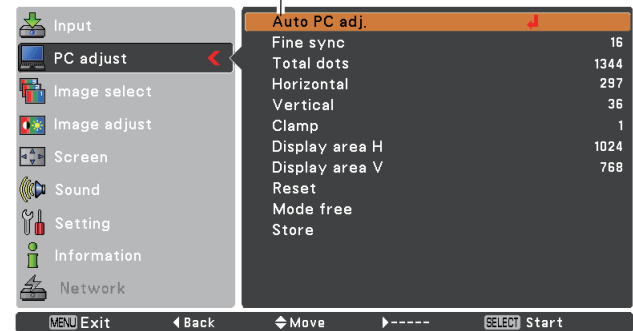 Input
PC adjust
Image select
Image adjust
Screen
Sound
Setting
Information
Network
Auto PC adj.
Fine sync 16
Total dots 1344
Horizontal 297
Vertical 36
Clamp 1
Display area H 1024
Display area V 768
Reset
Mode free
Store
MENU Exit Back Move ----- SELECT Start